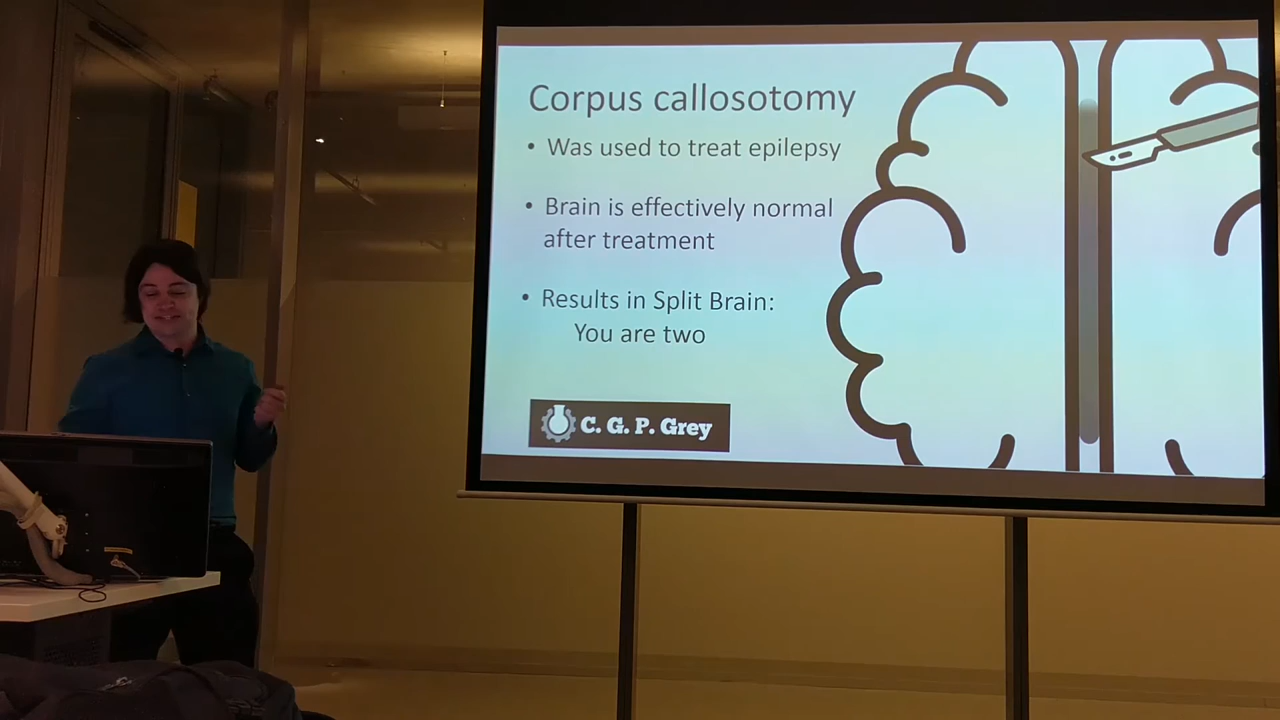 Corpus callosotomy
• Was used to treat epilepsy
• Brain is effectively normal
after treatment
• Results in Split Brain:
You are two
C. G. P. Grey